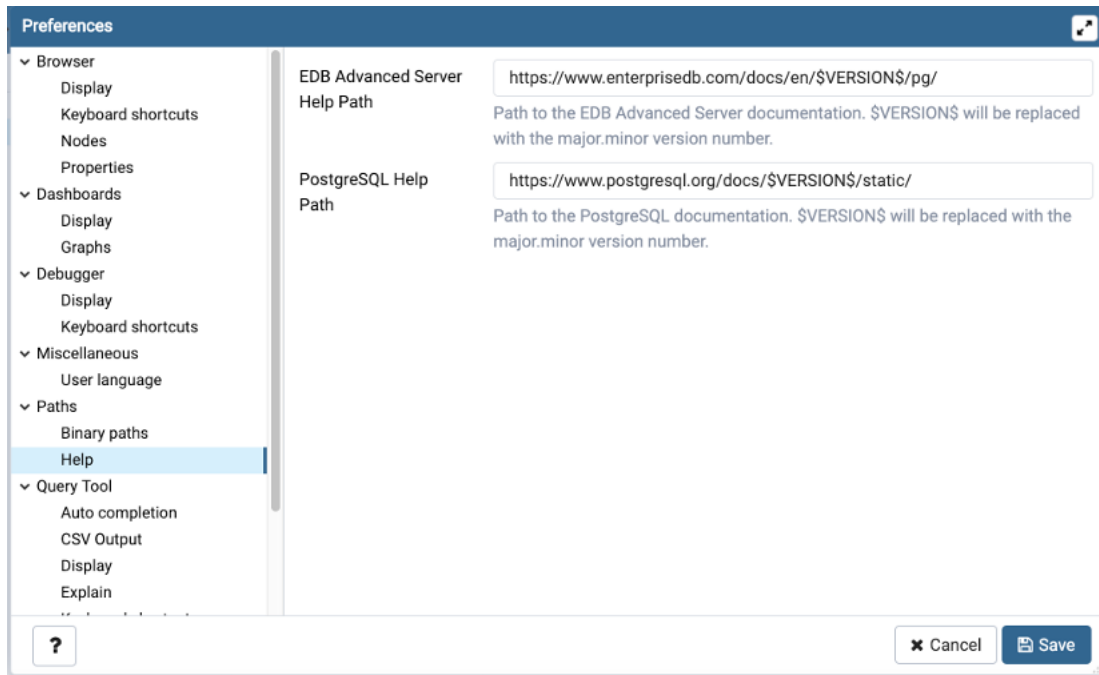 Preferences
Browser
Display
Keyboard shortcuts
Nodes
Properties
Dashboards
Display
Graphs
Debugger
Display
Keyboard shortcuts
Miscellaneous
User language
Paths
Binary paths
Help
Query Tool
Auto completion
CSV Output
Display
Explain
EDB Advanced Server
Help Path
https://www.enterprisedb.com/docs/en/$VERSION$/pg/
Path to the EDB Advanced Server documentation. $VERSION$ will be replaced
with the major.minor version number.
PostgreSQL Help
Path
https://www.postgresql.org/docs/$VERSION$/static/
Path to the PostgreSQL documentation. $VERSION$ will be replaced with the
major.minor version number.
?
Cancel
Save